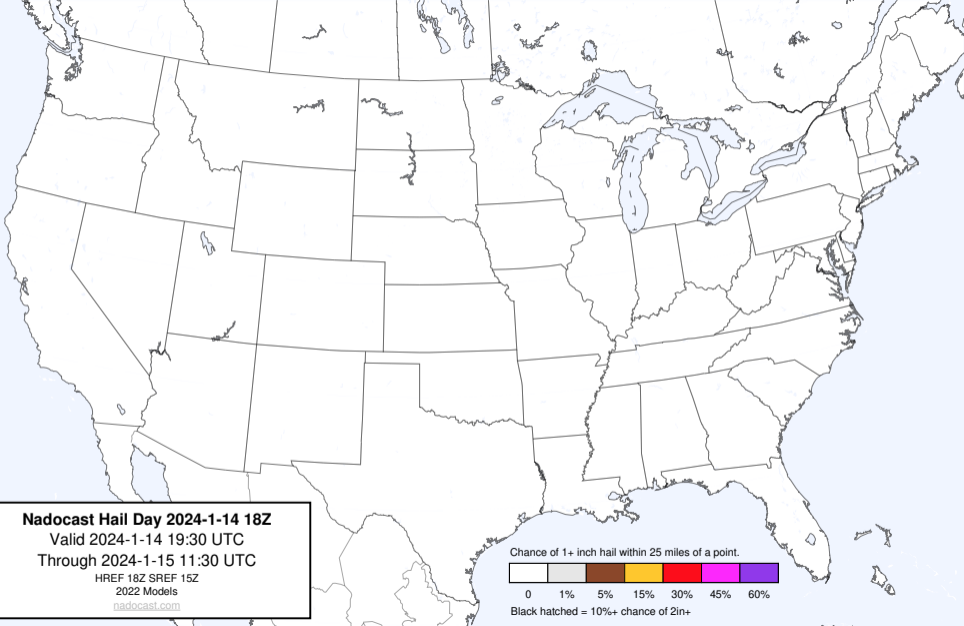 Nadocast Hail Day 2024-1-14 18Z
Valid 2024-1-14 19:30 UTC
Through 2024-1-15 11:30 UTC
HREF 18Z SREF 15Z
2022 Models
nadocast.com
Chance of 1+ inch hail within 25 miles of a point.
0 1% 5% 15% 30% 45% 60%
Black hatched = 10%+ chance of 2in+